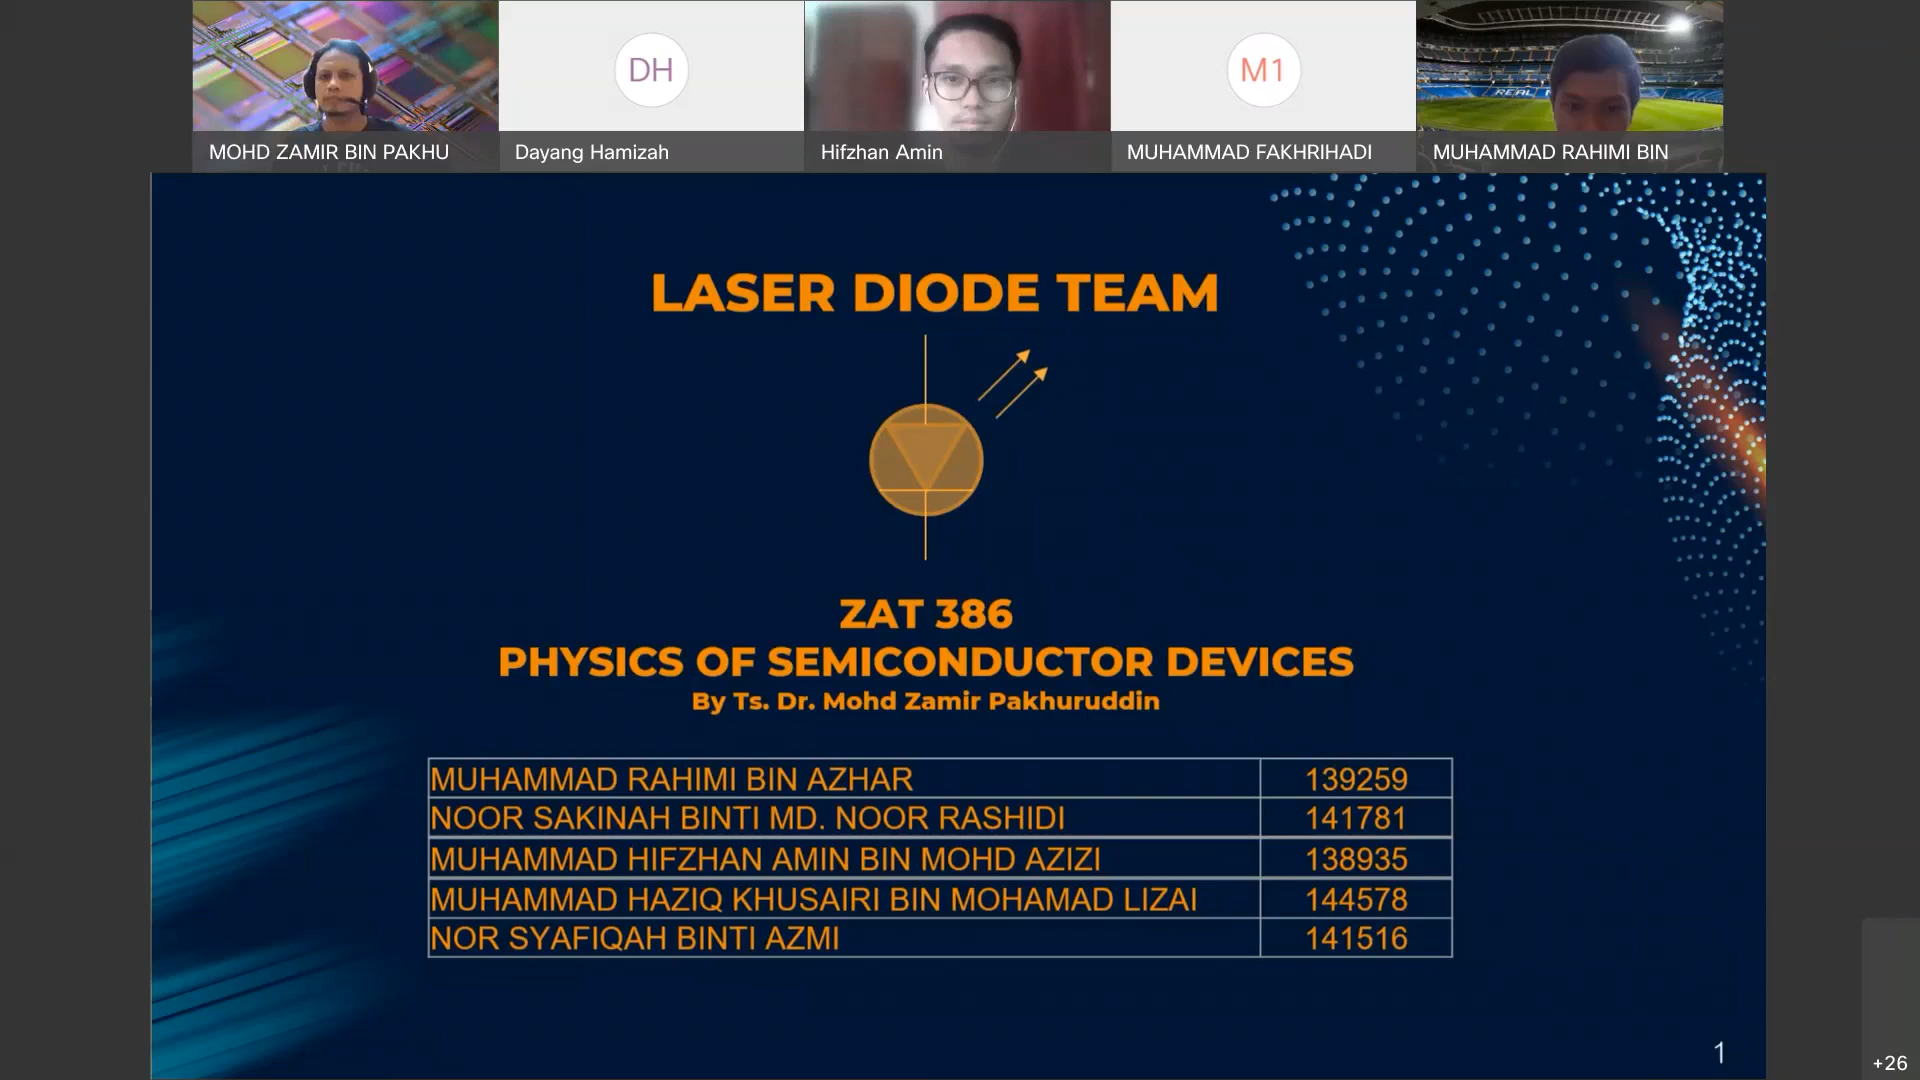 DH
M1
REAL
MOHD ZAMIR BIN PAKHU
Dayang Hamizah
Hifzhan Amin
MUHAMMAD FAKHRIHADI
MUHAMMAD RAHIMI BIN
LASER DIODE TEAM
ZAT 386
PHYSICS OF SEMICONDUCTOR DEVICES
By Ts. Dr. Mohd Zamir Pakhuruddin
MUHAMMAD RAHIMI BIN AZHAR 139259
NOOR SAKINAH BINTI MD. NOOR RASHIDI 141781
MUHAMMAD HIFZHAN AMIN BIN MOHD AZIZI 138935
MUHAMMAD HAZIQ KHUSAIRI BIN MOHAMAD LIZAI 144578
NOR SYAFIQAH BINTI AZMI 141516
1
+26